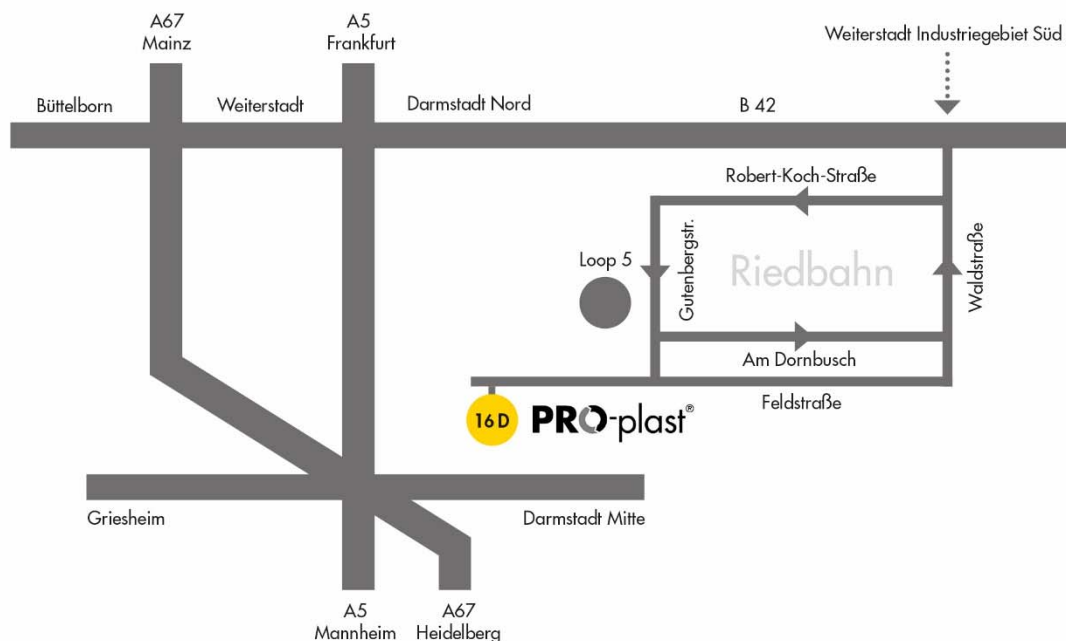 A67
Mainz
A5
Frankfurt
Weiterstadt Industriegebiet Süd
Büttelborn
Weiterstadt
Darmstadt Nord
B 42
Robert-Koch-Straße
Gutenbergstr.
Loop 5
Riedbahn
Waldstraße
Am Dornbusch
Feldstraße
16 D
PRO-plast®
Griesheim
Darmstadt Mitte
A5
Mannheim
A67
Heidelberg